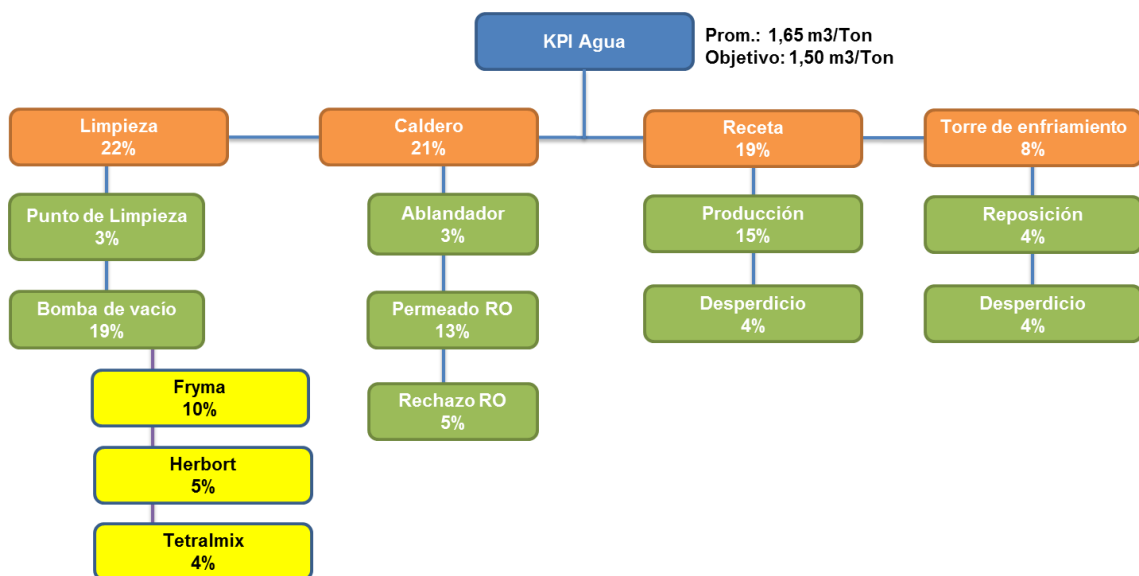 KPI Agua
Prom.: 1,65 m3/Ton
Objetivo: 1,50 m3/Ton
Limpieza
22%
Caldero
21%
Receta
19%
Torre de enfriamiento
8%
Punto de Limpieza
3%
Ablandador
3%
Producción
15%
Reposición
4%
Bomba de vacío
19%
Permeado RO
13%
Desperdicio
4%
Desperdicio
4%
Fryma
10%
Rechazo RO
5%
Herbort
5%
Tetralmix
4%